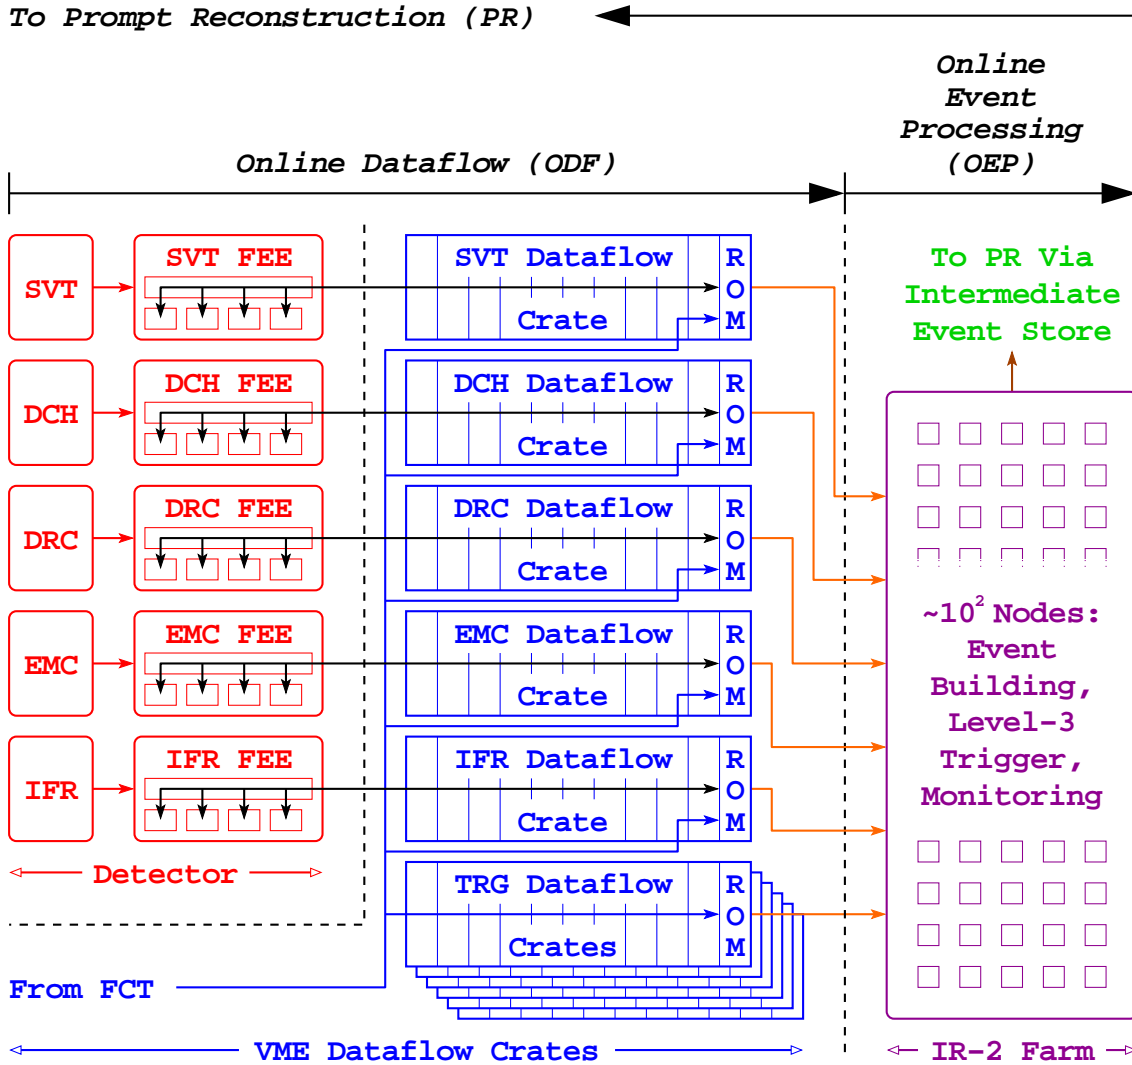 To Prompt Reconstruction (PR)
Online
Event
Processing
(OEP)
Online Dataflow (ODF)
SVT
SVT FEE
SVT Dataflow
Crate
R
O
M
To PR Via
Intermediate
Event Store
DCH
DCH FEE
DCH Dataflow
Crate
R
O
M
DRC
DRC FEE
DRC Dataflow
Crate
R
O
M
EMC
EMC FEE
EMC Dataflow
Crate
R
O
M
IFR
IFR FEE
IFR Dataflow
Crate
R
O
M
~10² Nodes:
Event
Building,
Level-3
Trigger,
Monitoring
Detector
TRG Dataflow
Crates
R
O
M
From FCT
VME Dataflow Crates
IR-2 Farm